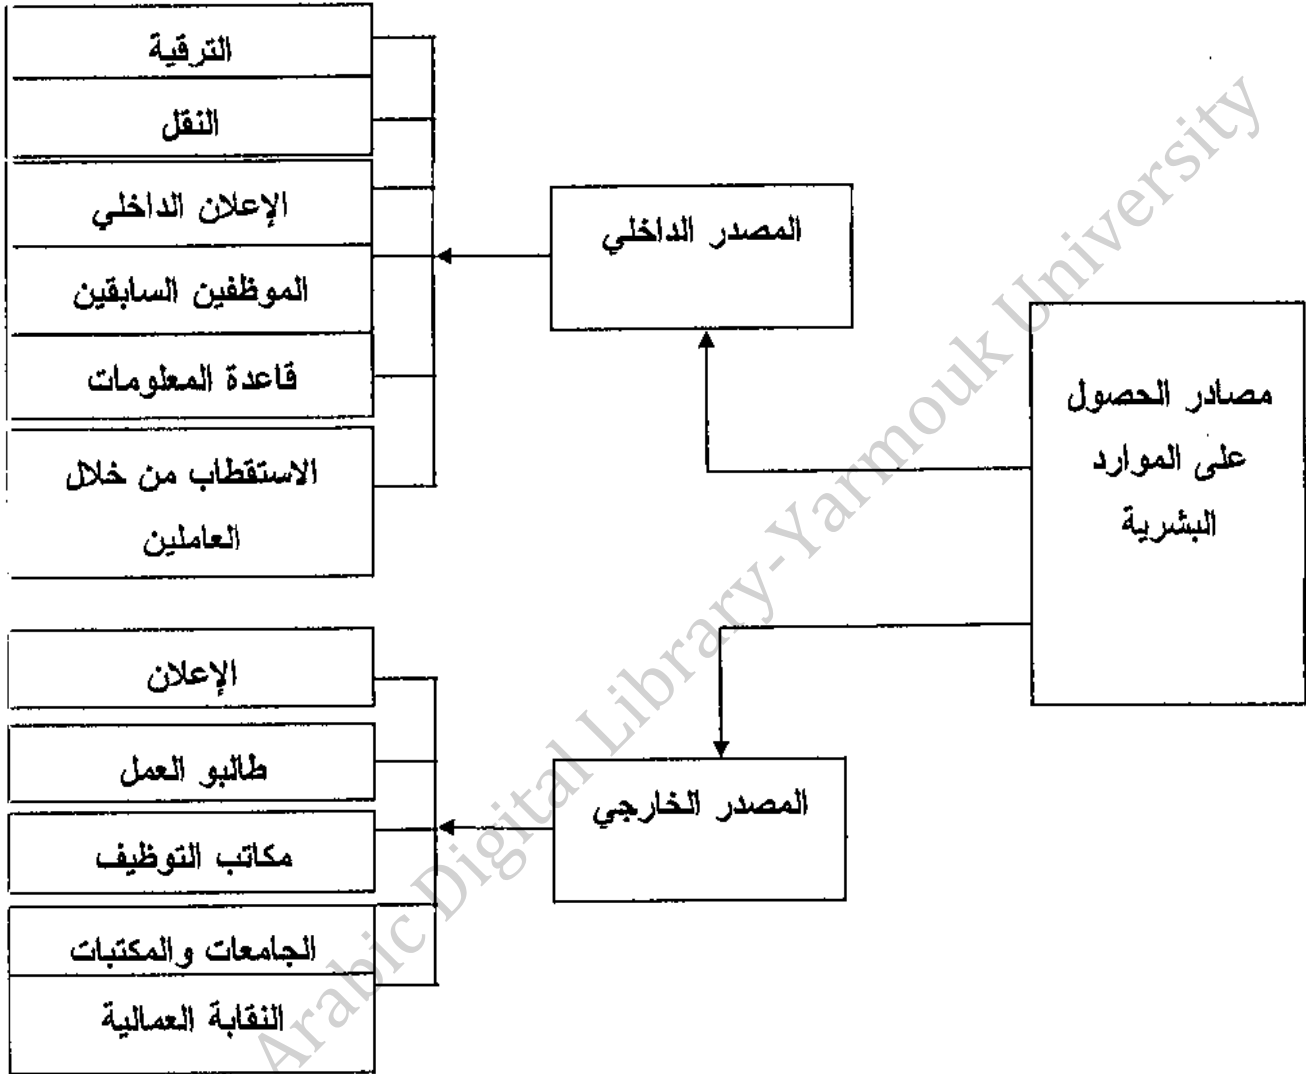 مصادر الحصول
على الموارد
البشرية
المصدر الداخلي
الترقية
النقل
الإعلان الداخلي
الموظفين السابقين
قاعدة المعلومات
الاستقطاب من خلال
العاملين
المصدر الخارجي
الإعلان
طالبو العمل
مكاتب التوظيف
الجامعات والمكتبات
النقابة العمالية
Arabic Digital Library-Yarmouk University